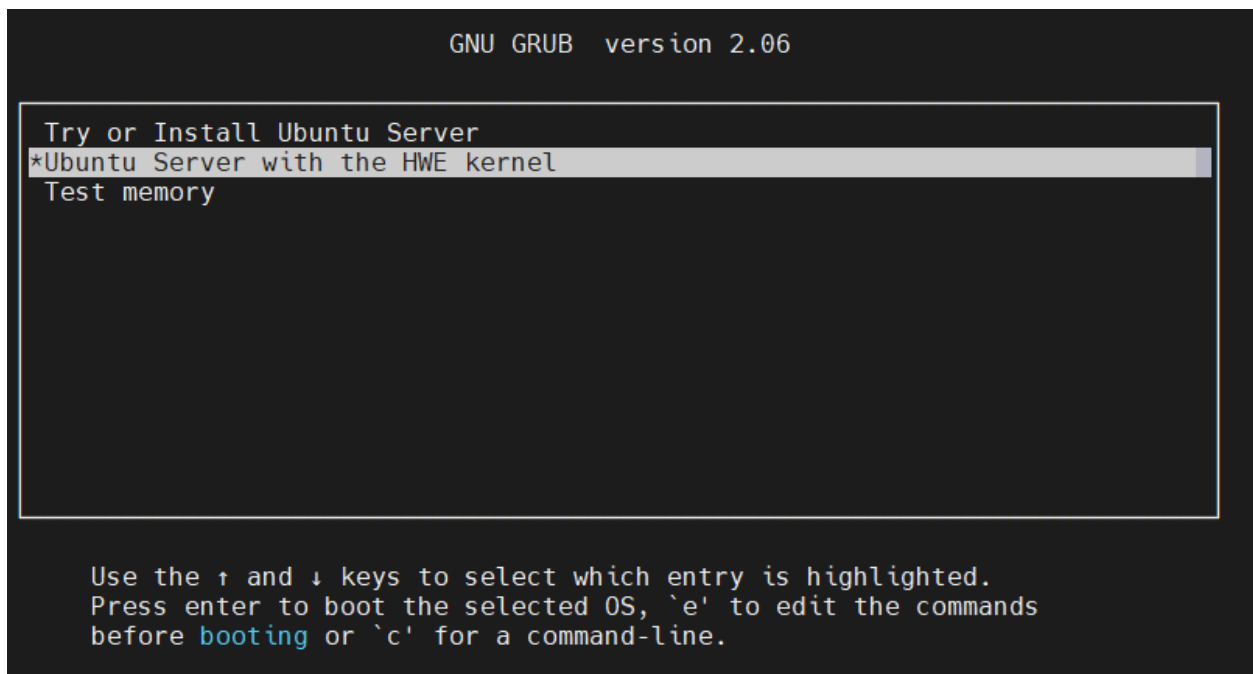 GNU GRUB  version 2.06
Try or Install Ubuntu Server
*Ubuntu Server with the HWE kernel
Test memory
Use the ↑ and ↓ keys to select which entry is highlighted.
Press enter to boot the selected OS, `e' to edit the commands
before booting or `c' for a command-line.